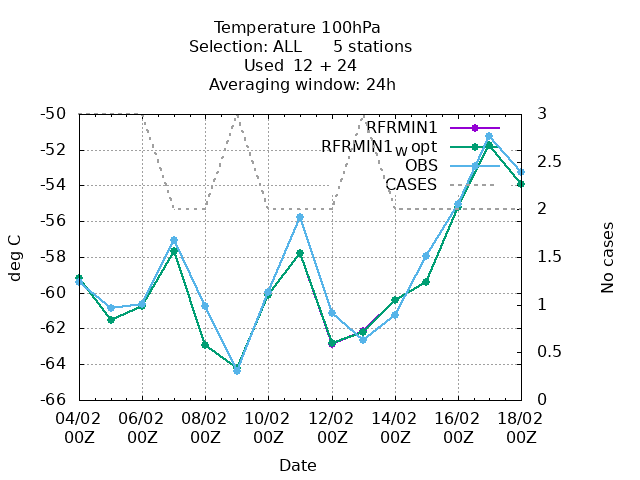 Temperature 100hPa
Selection: ALL 5 stations
Used 12 + 24
Averaging window: 24h
-50
-52
-54
-56
-58
-60
-62
-64
-66
3
2.5
2
1.5
1
0.5
0
RFRMIN1
RFRMIN1w opt
OBS
CASES
deg C
No cases
04/02 06/02 08/02 10/02 12/02 14/02 16/02 18/02
00Z 00Z 00Z 00Z 00Z 00Z 00Z 00Z
Date